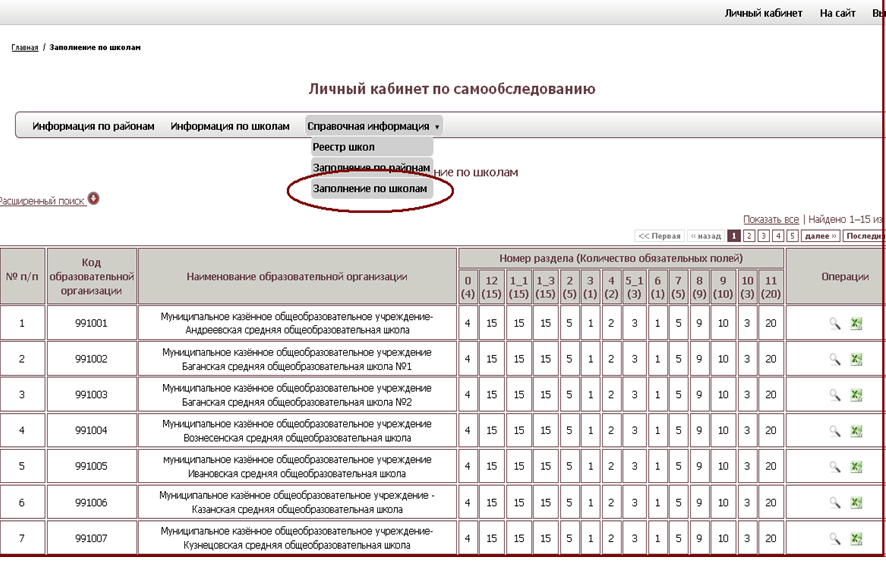 Личный кабинет На сайт
Главная / Заполнение по школам
Личный кабинет по самообследованию
Информация по районам Информация по школам Справочная информация ▾
Реестр школ
Заполнение по районам
ние по школам
Заполнение по школам
Расширенный поиск
Показать все | Найдено 1–15 из
<< Первая « назад 1 2 3 4 5 далее »
№ п/п
Код
образовательной
организации
Наименование образовательной организации
Номер раздела (Количество обязательных полей)
0 12 1_1 1_3 2 3 4 5_1 6 7 8 9 10 11
(4) (15) (15) (15) (5) (1) (2) (3) (1) (5) (9) (10) (3) (20)
Операции
1 991001 Муниципальное казённое общеобразовательное учреждение-
Андреевская средняя общеобразовательная школа 4 15 15 15 5 1 2 3 1 5 9 10 3 20
2 991002 Муниципальное казённое общеобразовательное учреждение
Баганская средняя общеобразовательная школа №1 4 15 15 15 5 1 2 3 1 5 9 10 3 20
3 991003 Муниципальное казённое общеобразовательное учреждение
Баганская средняя общеобразовательная школа №2 4 15 15 15 5 1 2 3 1 5 9 10 3 20
4 991004 Муниципальное казённое общеобразовательное учреждение
Вознесенская средняя общеобразовательная школа 4 15 15 15 5 1 2 3 1 5 9 10 3 20
5 991005 муниципальное казённое общеобразовательное учреждение
Ивановская средняя общеобразовательная школа 4 15 15 15 5 1 2 3 1 5 9 10 3 20
6 991006 Муниципальное казённое общеобразовательное учреждение -
Казанская средняя общеобразовательная школа 4 15 15 15 5 1 2 3 1 5 9 10 3 20
7 991007 Муниципальное казённое общеобразовательное учреждение-
Кузнецовская средняя общеобразовательная школа 4 15 15 15 5 1 2 3 1 5 9 10 3 20